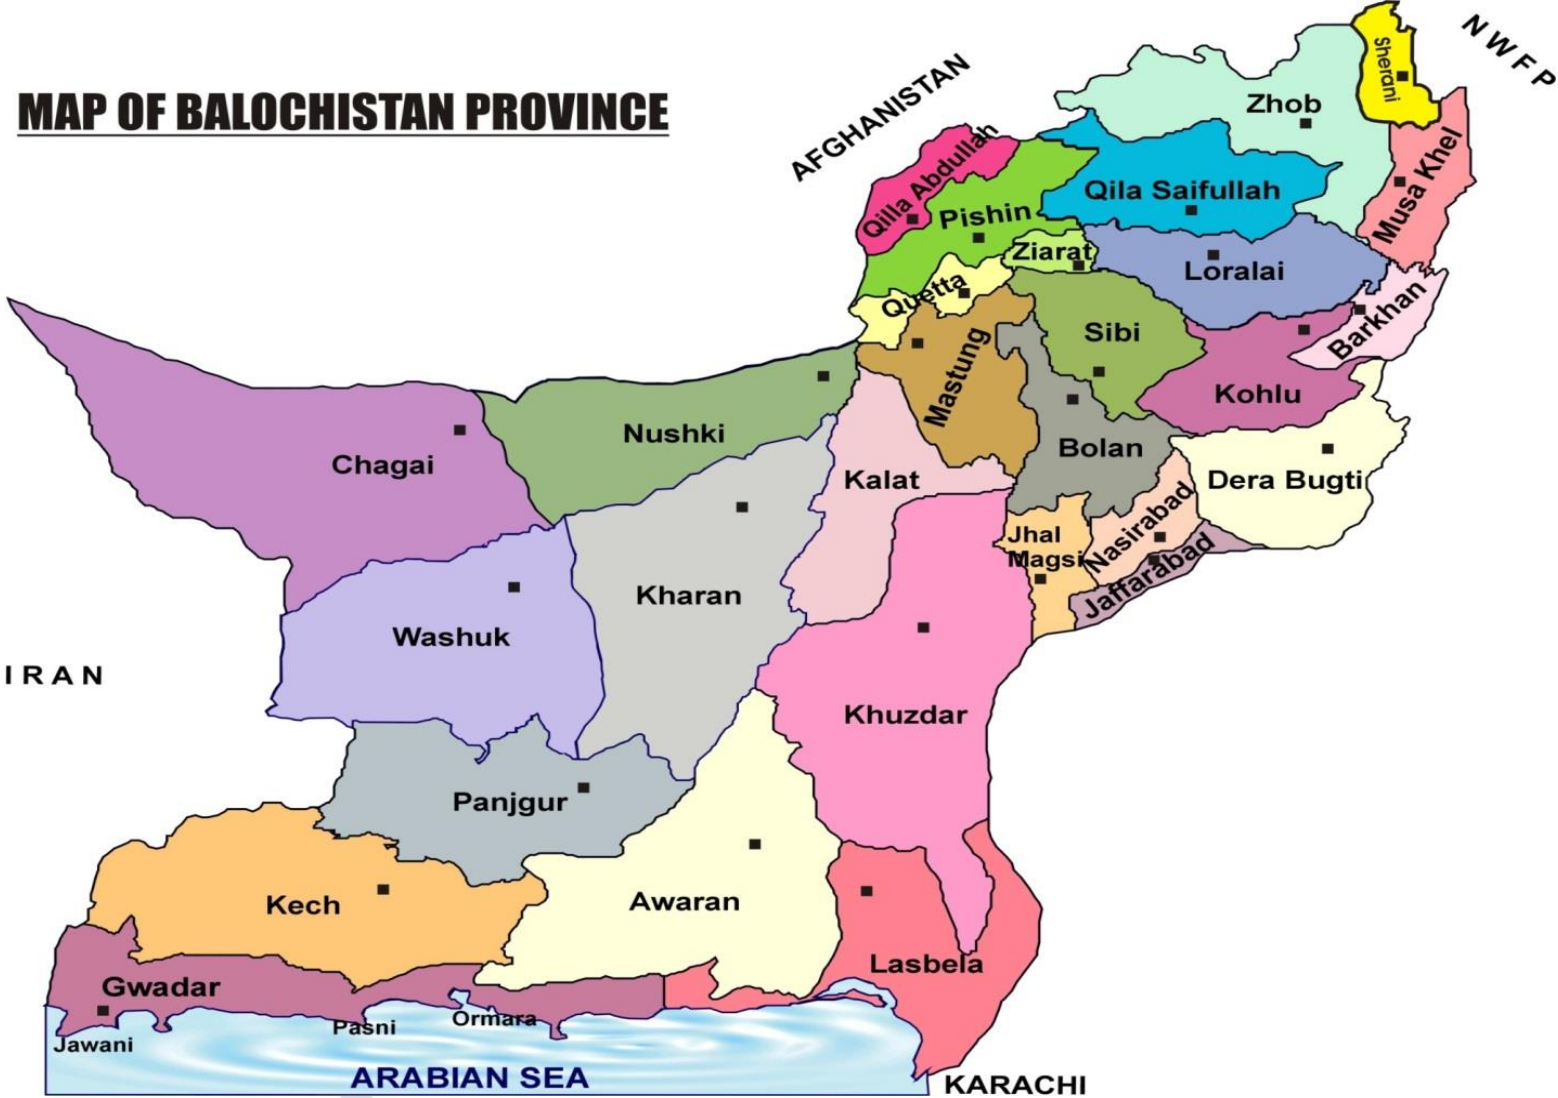 MAP OF BALOCHISTAN PROVINCE
AFGHANISTAN
N W F P
Sherani
Zhob
Musa Khel
Qilla Abdullah
Qila Saifullah
Pishin
Ziarat
Loralai
Quetta
Barkhan
Sibi
Mastung
Kohlu
Nushki
Bolan
Chagai
Kalat
Dera Bugti
Nasirabad
Jhal
Magsi
Jaffarabad
Kharan
Washuk
IRAN
Khuzdar
Panjgur
Awaran
Kech
Lasbela
Gwadar
Ormara
Pasni
Jawani
ARABIAN SEA
KARACHI